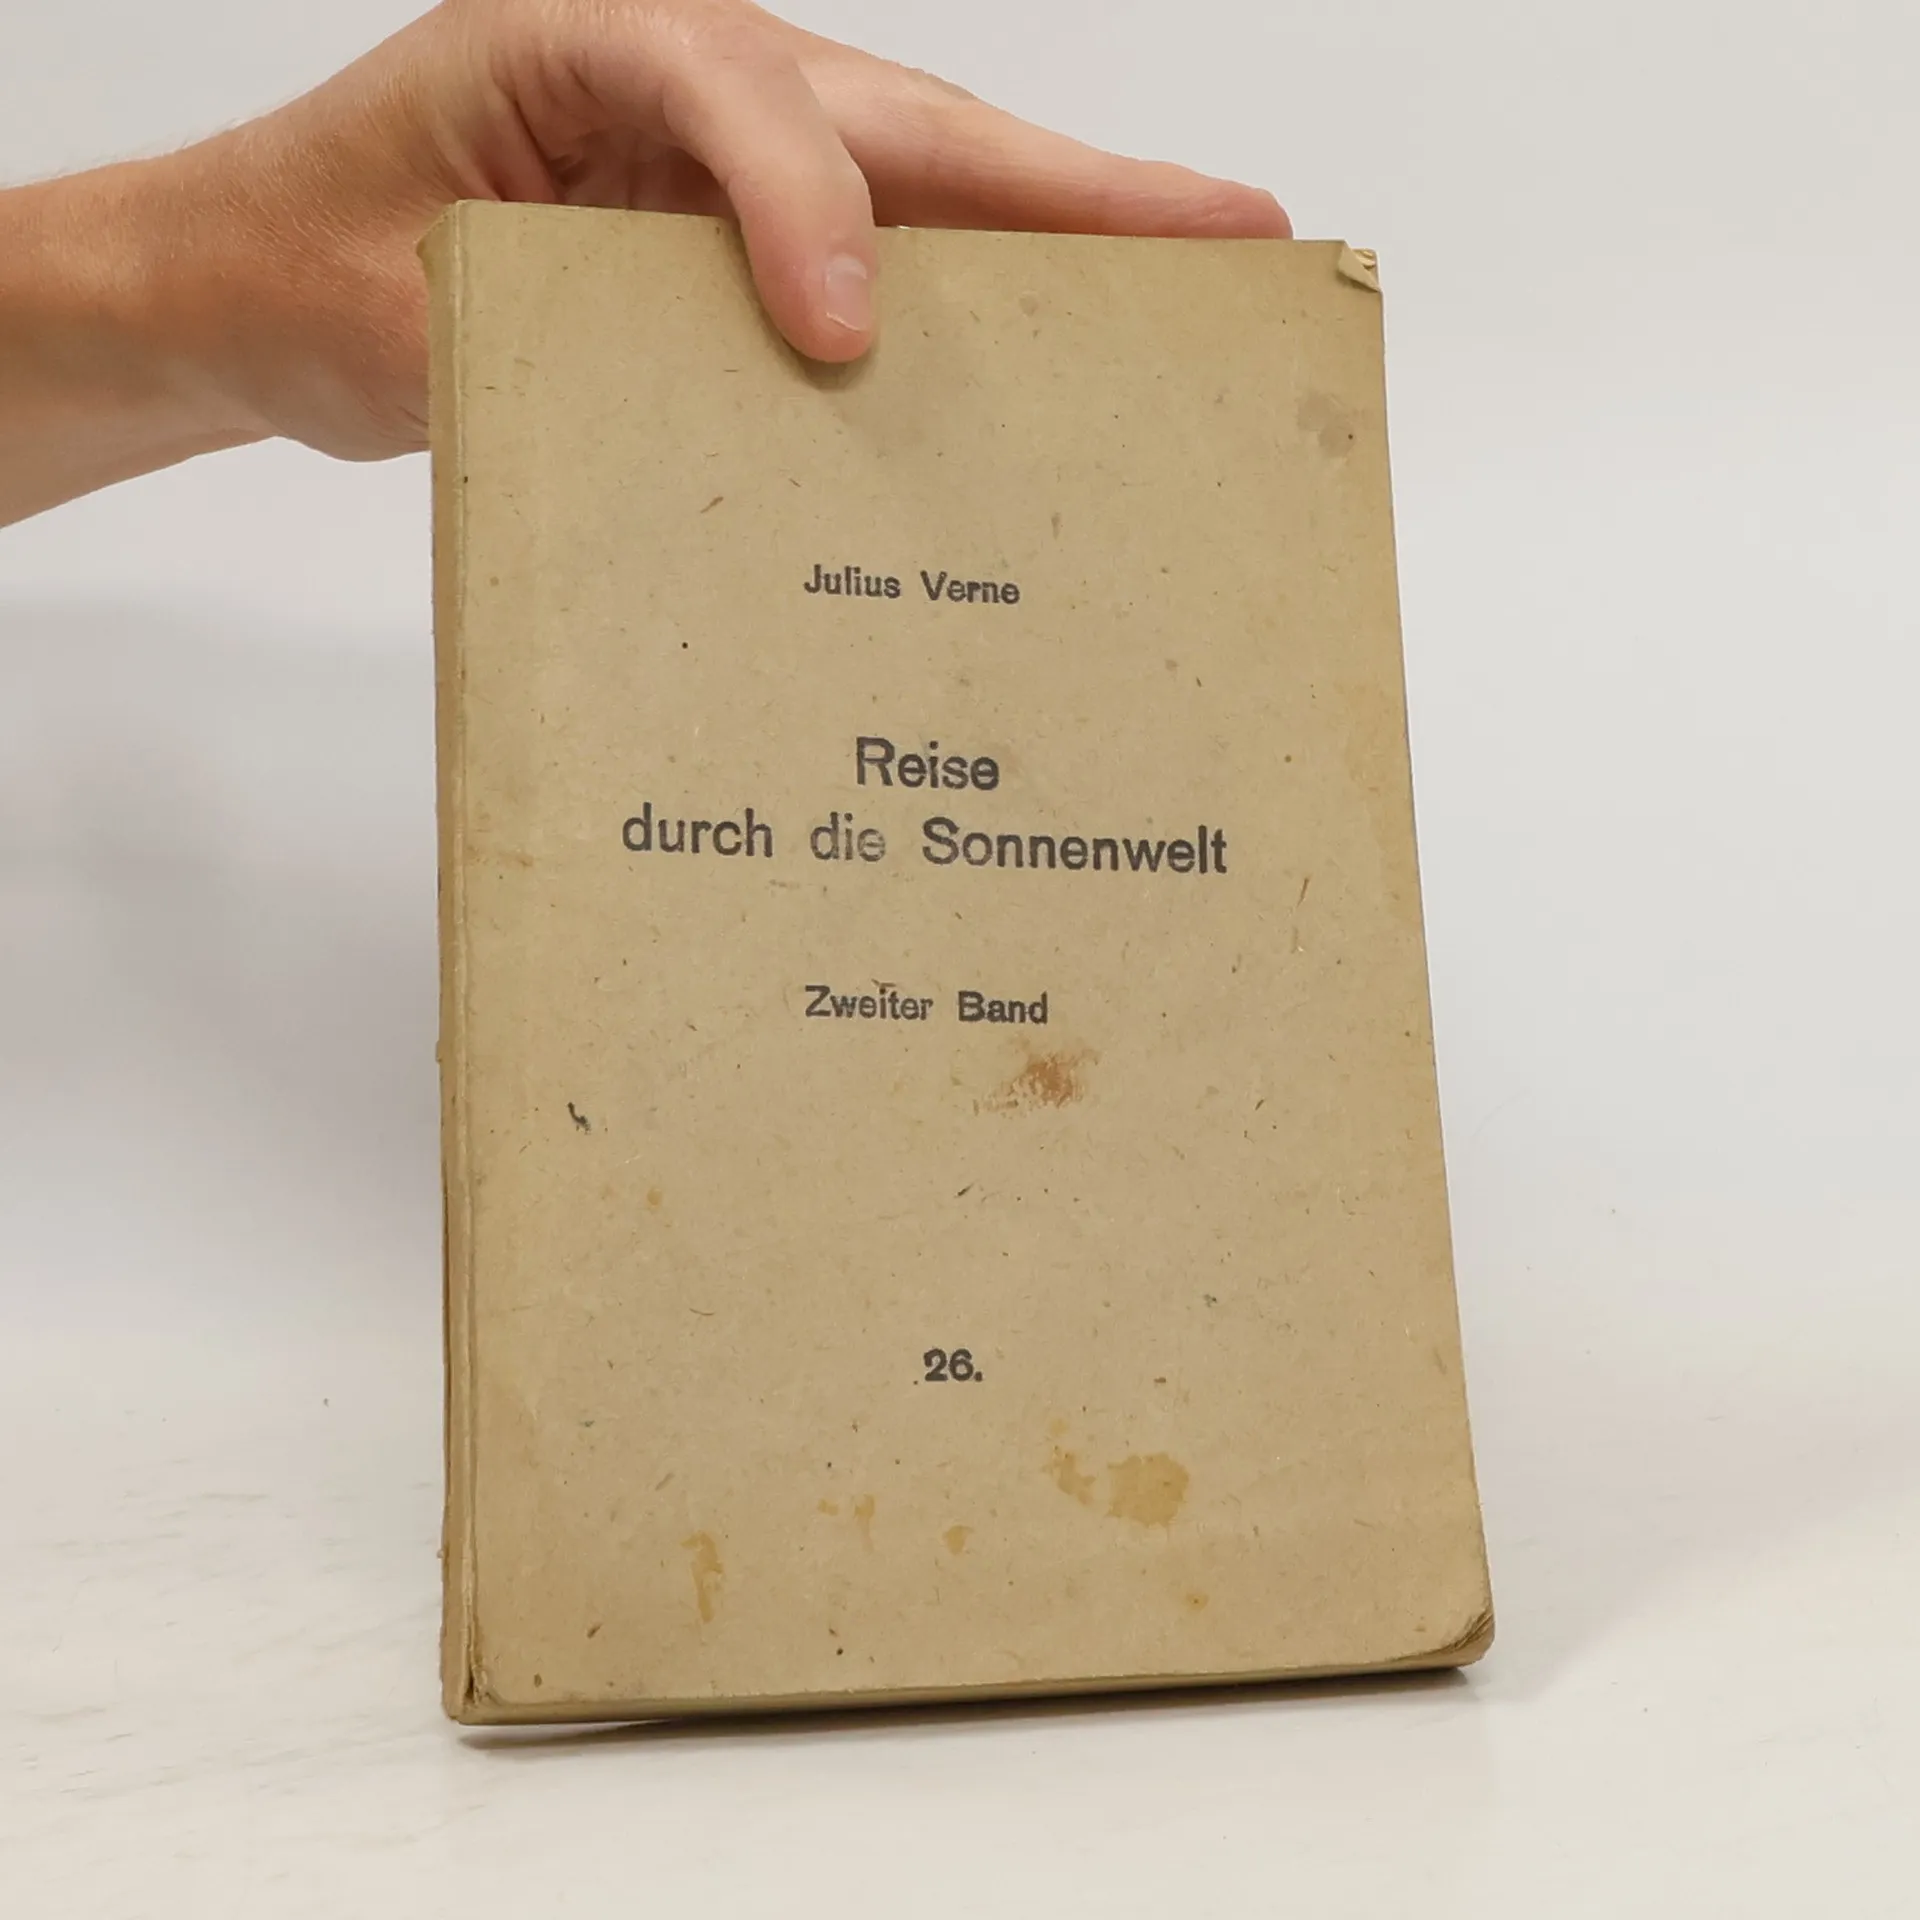 Julius Verne
Reise
durch die Sonnenwelt
Zweiter Band
26.